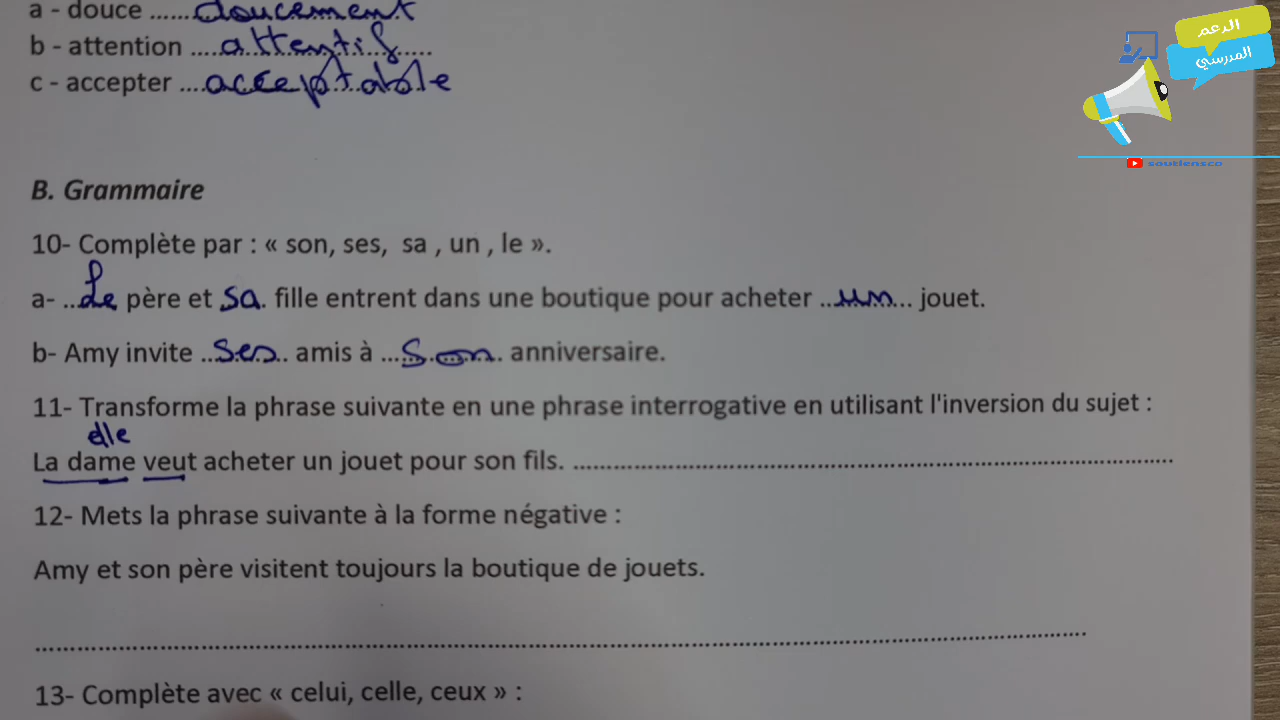 a - douce ......doucement
b - attention ....attentif.....
c - accepter ....acceptable
الدعم
المدرسي
soutiensco
B. Grammaire
10- Complète par : « son, ses, sa , un , le ».
a- ..Le père et sa. fille entrent dans une boutique pour acheter ..un... jouet.
b- Amy invite ..ses.. amis à ...son. anniversaire.
11- Transforme la phrase suivante en une phrase interrogative en utilisant l'inversion du sujet :
elle
La dame veut acheter un jouet pour son fils. ..........................................................................................
12- Mets la phrase suivante à la forme négative :
Amy et son père visitent toujours la boutique de jouets.
..............................................................................................................................................................
13- Complète avec « celui, celle, ceux » :